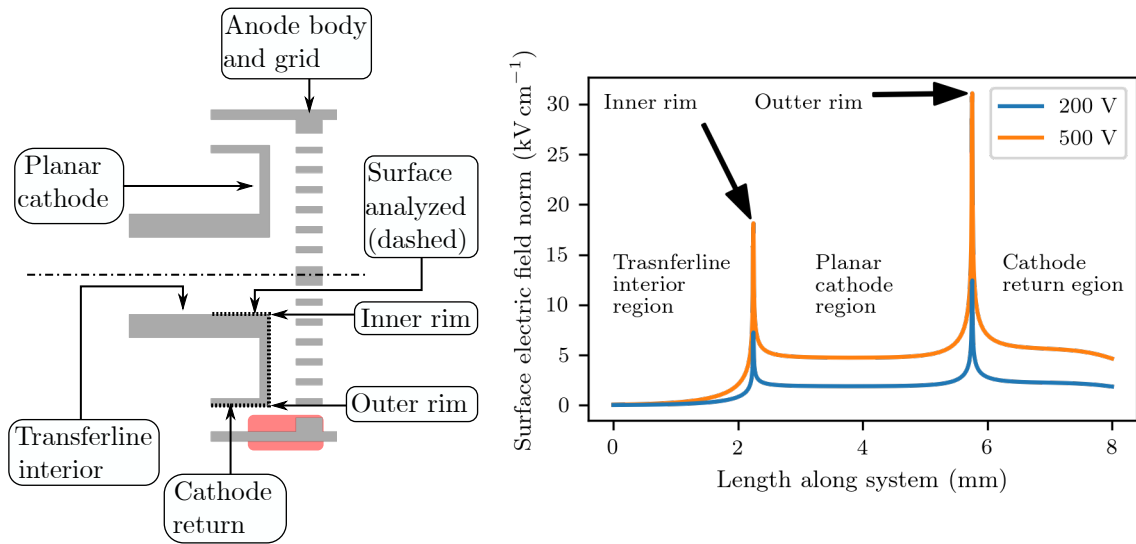 Anode body
and grid
Planar
cathode
Surface
analyzed
(dashed)
Inner rim
Outer rim
Transferline
interior
Cathode
return
Surface electric field norm (kV cm⁻¹)
30
25
20
15
10
5
0
Inner rim
Outter rim
200 V
500 V
Trasnferline
interior
region
Planar
cathode
region
Cathode
return egion
0
2
4
6
8
Length along system (mm)